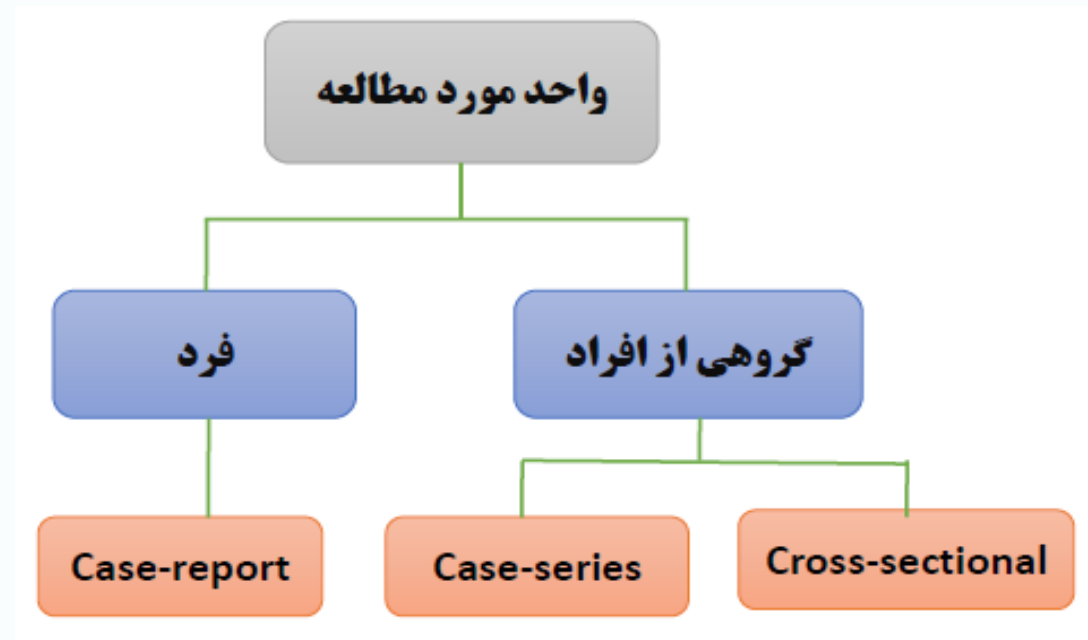 واحد مورد مطالعه
فرد
گروهی از افراد
Case-report
Case-series
Cross-sectional